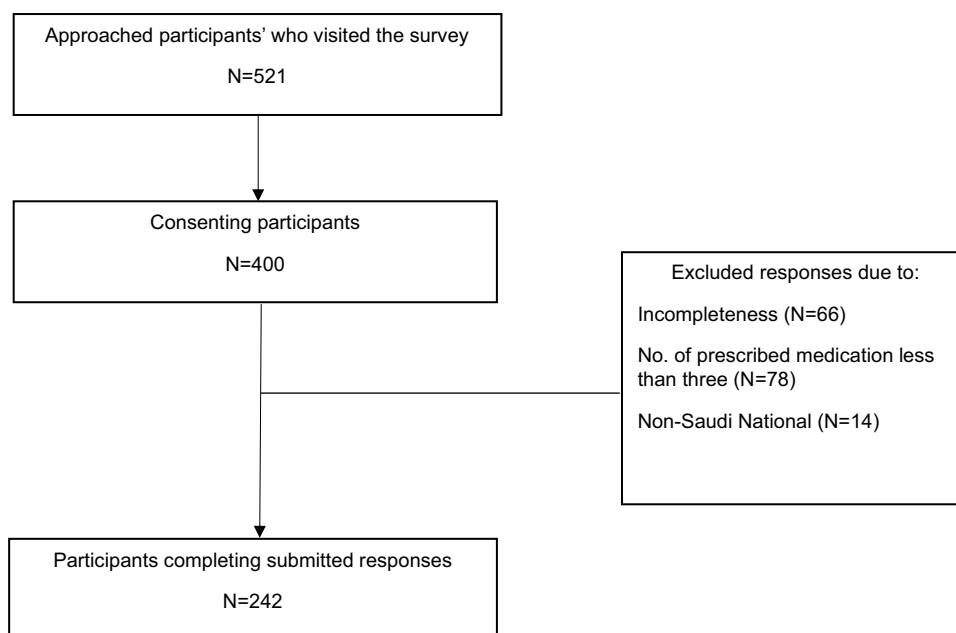 Approached participants’ who visited the survey
N=521
Consenting participants
N=400
Excluded responses due to:
Incompleteness (N=66)
No. of prescribed medication less
than three (N=78)
Non-Saudi National (N=14)
Participants completing submitted responses
N=242